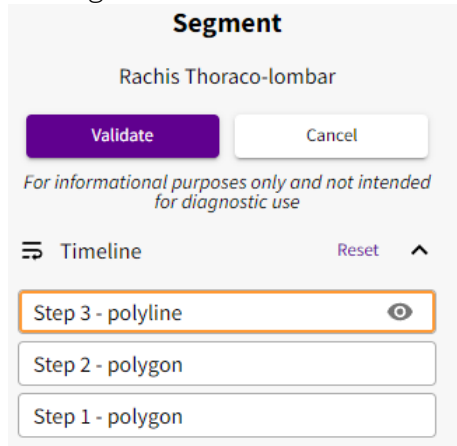 Segment
Rachis Thoraco-lombar
Validate Cancel
For informational purposes only and not intended
for diagnostic use
Timeline Reset
Step 3 - polyline
Step 2 - polygon
Step 1 - polygon